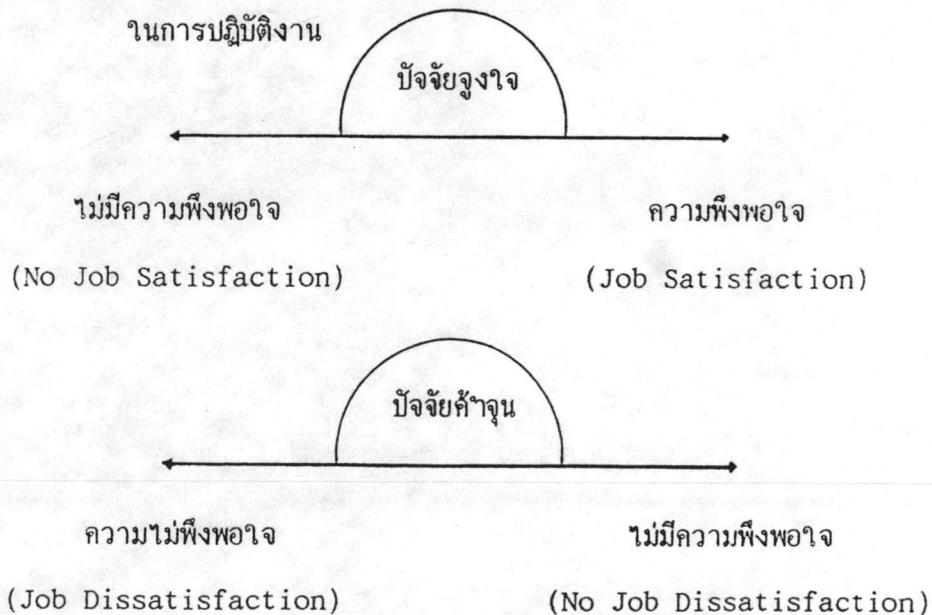 ในการปฏิบัติงาน
ปัจจัยจูงใจ
ไม่มีความพึงพอใจ ความพึงพอใจ
(No Job Satisfaction) (Job Satisfaction)
ปัจจัยค้ำจุน
ความไม่พึงพอใจ ไม่มีความพึงพอใจ
(Job Dissatisfaction) (No Job Dissatisfaction)